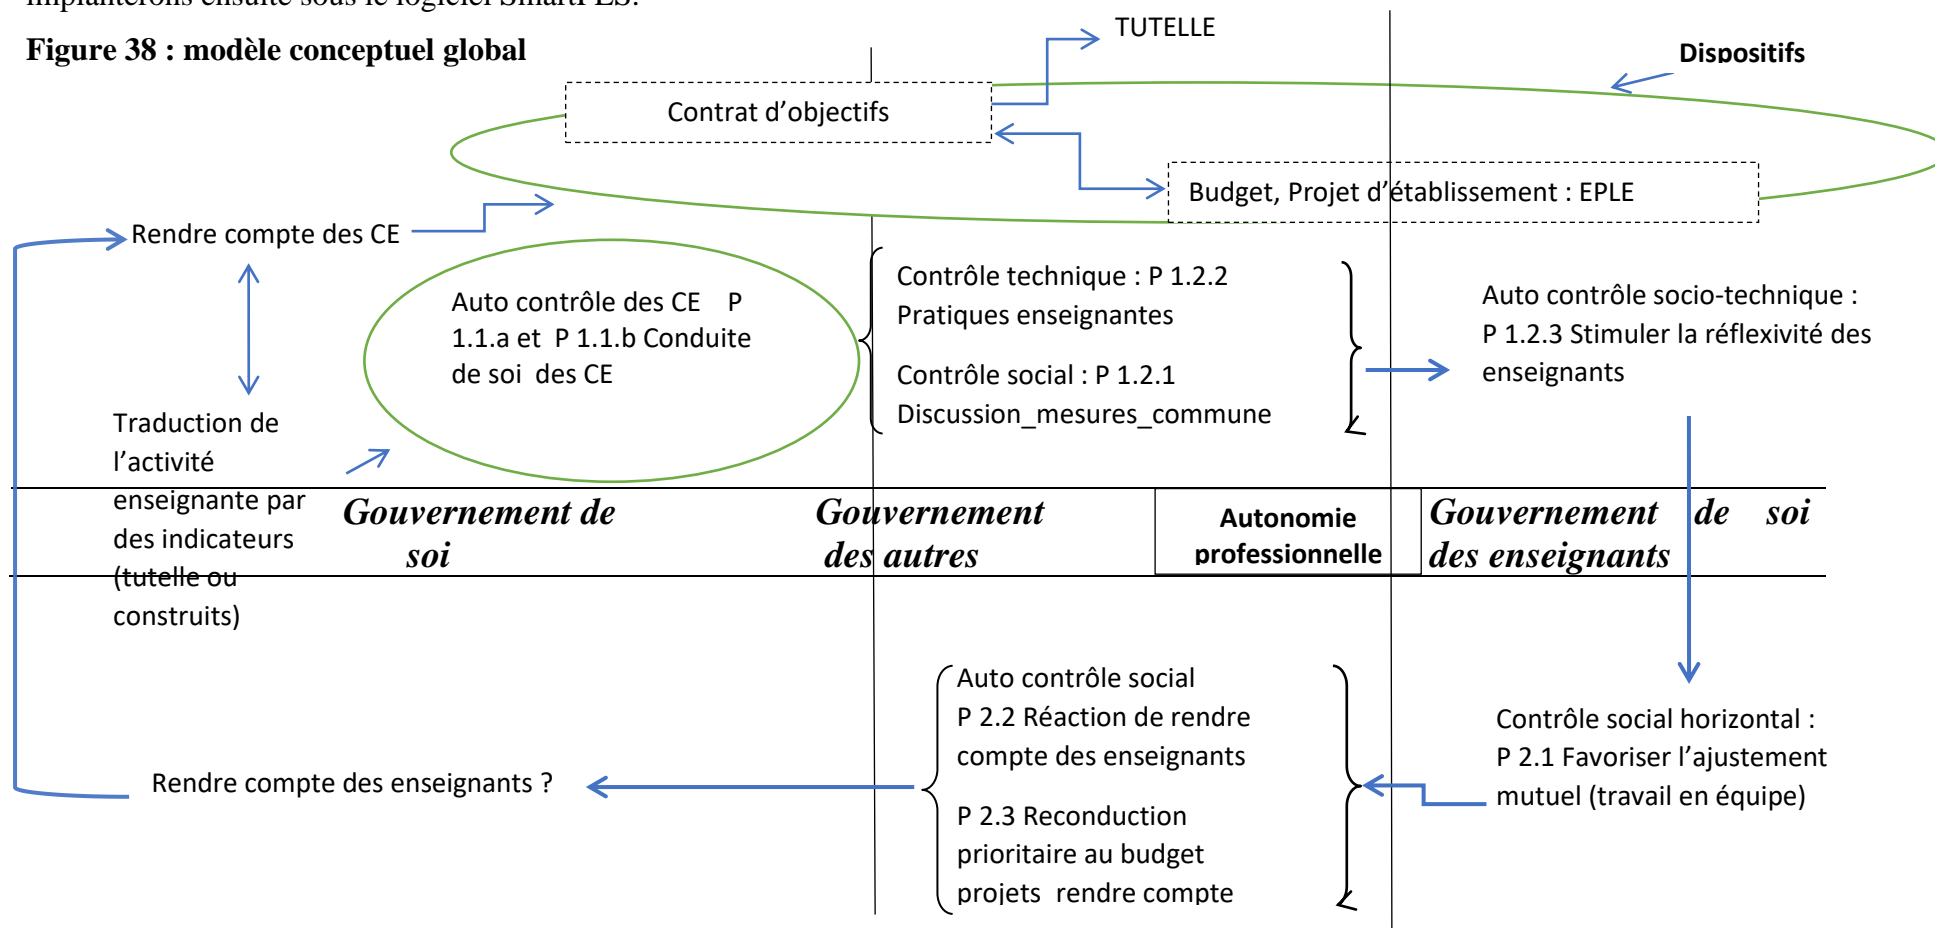 implanterons ensuite sous le logiciel SmartPLS.
Figure 38 : modèle conceptuel global
TUTELLE
Dispositifs
Contrat d’objectifs
Budget, Projet d’établissement : EPLE
Rendre compte des CE
Auto contrôle des CE P
1.1.a et P 1.1.b Conduite
de soi des CE
Contrôle technique : P 1.2.2
Pratiques enseignantes
Contrôle social : P 1.2.1
Discussion_mesures_commune
Auto contrôle socio-technique :
P 1.2.3 Stimuler la réflexivité des
enseignants
Traduction de
l’activité
enseignante par
des indicateurs
(tutelle ou
construits)
Gouvernement de
soi
Gouvernement
des autres
Autonomie
professionnelle
Gouvernement de soi
des enseignants
Auto contrôle social
P 2.2 Réaction de rendre
compte des enseignants
P 2.3 Reconduction
prioritaire au budget
projets rendre compte
Contrôle social horizontal :
P 2.1 Favoriser l’ajustement
mutuel (travail en équipe)
Rendre compte des enseignants ?